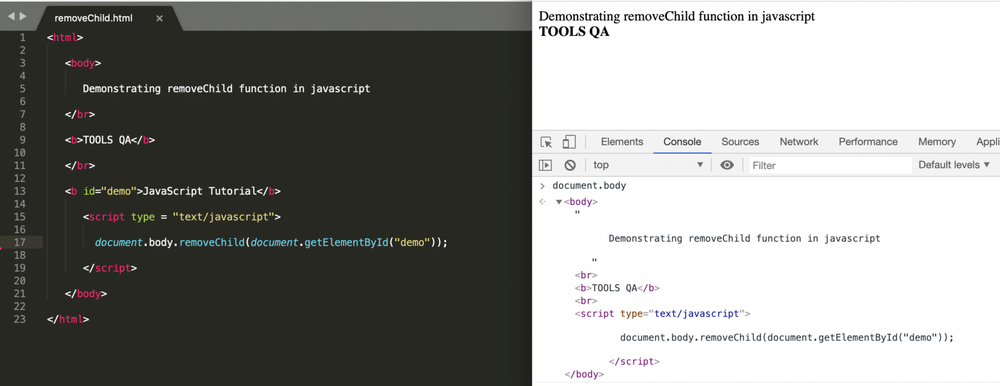 removeChild.html ×
1 <html>
2
3 <body>
4
5 Demonstrating removeChild function in javascript
6
7 </br>
8
9 <b>TOOLS QA</b>
10
11 </br>
12
13 <b id="demo">JavaScript Tutorial</b>
14
15 <script type = "text/javascript">
16
17 document.body.removeChild(document.getElementById("demo"));
18
19 </script>
20
21 </body>
22
23 </html>
Demonstrating removeChild function in javascript
TOOLS QA
Elements Console Sources Network Performance Memory Appli
top Filter Default levels
> document.body
<body>
"
Demonstrating removeChild function in javascript
"
<br>
<b>TOOLS QA</b>
<br>
<script type="text/javascript">
document.body.removeChild(document.getElementById("demo"));
</script>
</body>